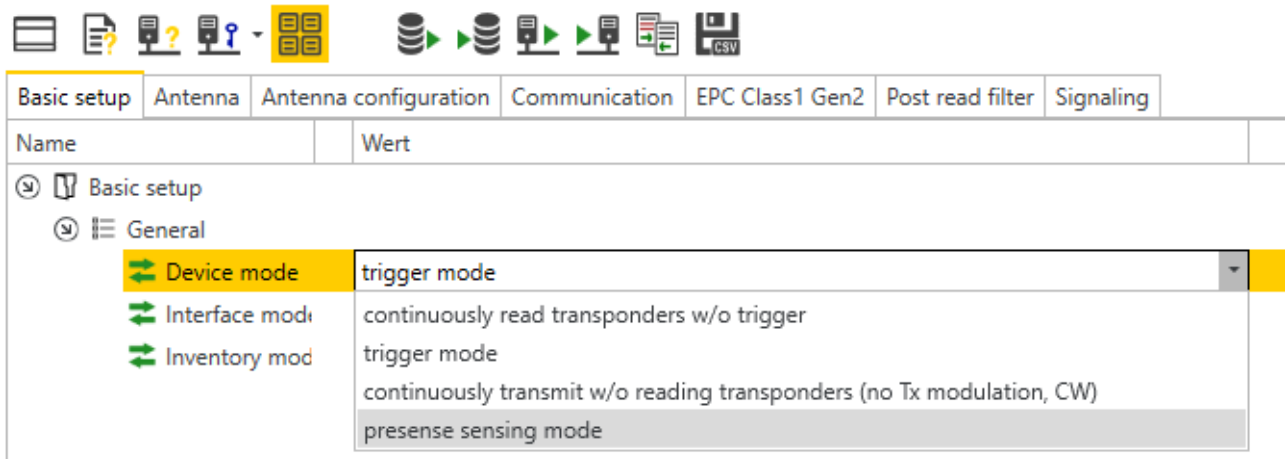 CSV
Basic setup Antenna Antenna configuration Communication EPC Class1 Gen2 Post read filter Signaling
Name Wert
Basic setup
General
Device mode trigger mode
Interface mod continuously read transponders w/o trigger
Inventory mod trigger mode
continuously transmit w/o reading transponders (no Tx modulation, CW)
presense sensing mode